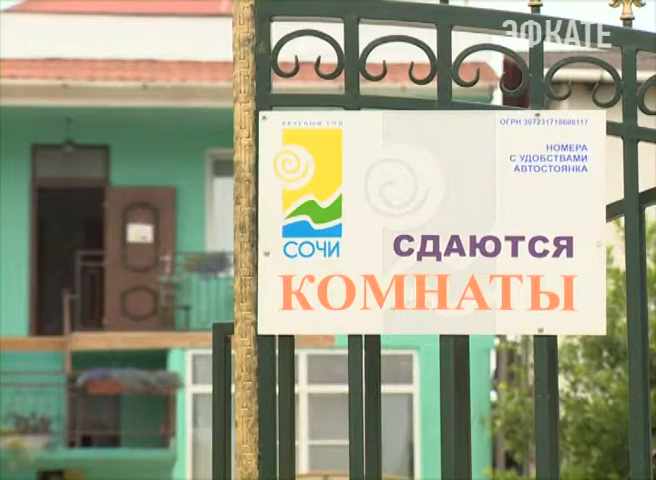 ЭФКАТЕ
ОГРН 307231710600117
НОМЕРА
С УДОБСТВАМИ
АВТОСТОЯНКА
СОЧИ
СДАЮТСЯ
КОМНАТЫ